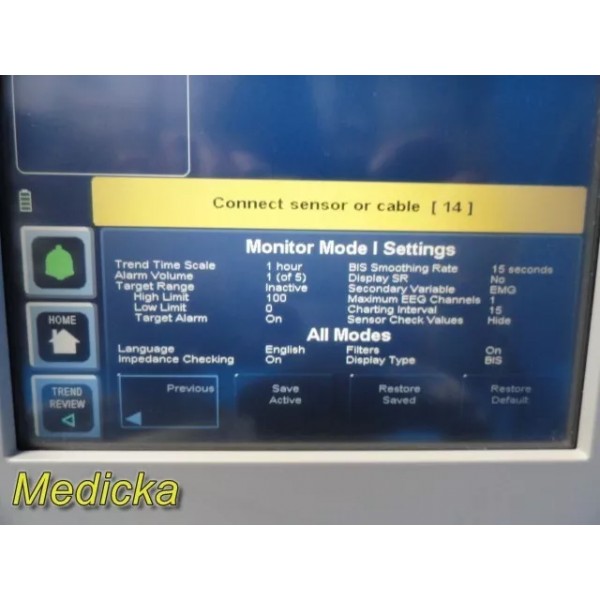 Connect sensor or cable [ 14 ]
Monitor Mode I Settings
Trend Time Scale 1 hour BIS Smoothing Rate 15 seconds
Alarm Volume 1 (of 5) Display SR No
Target Range Inactive Secondary Variable EMG
High Limit 100 Maximum EEG Channels 1
Low Limit 0 Charting Interval 15
Target Alarm On Sensor Check Values Hide
All Modes
Language English Filters On
Impedance Checking On Display Type BIS
HOME
TREND
REVIEW
Previous
Save
Active
Restore
Saved
Restore
Default
Medicka